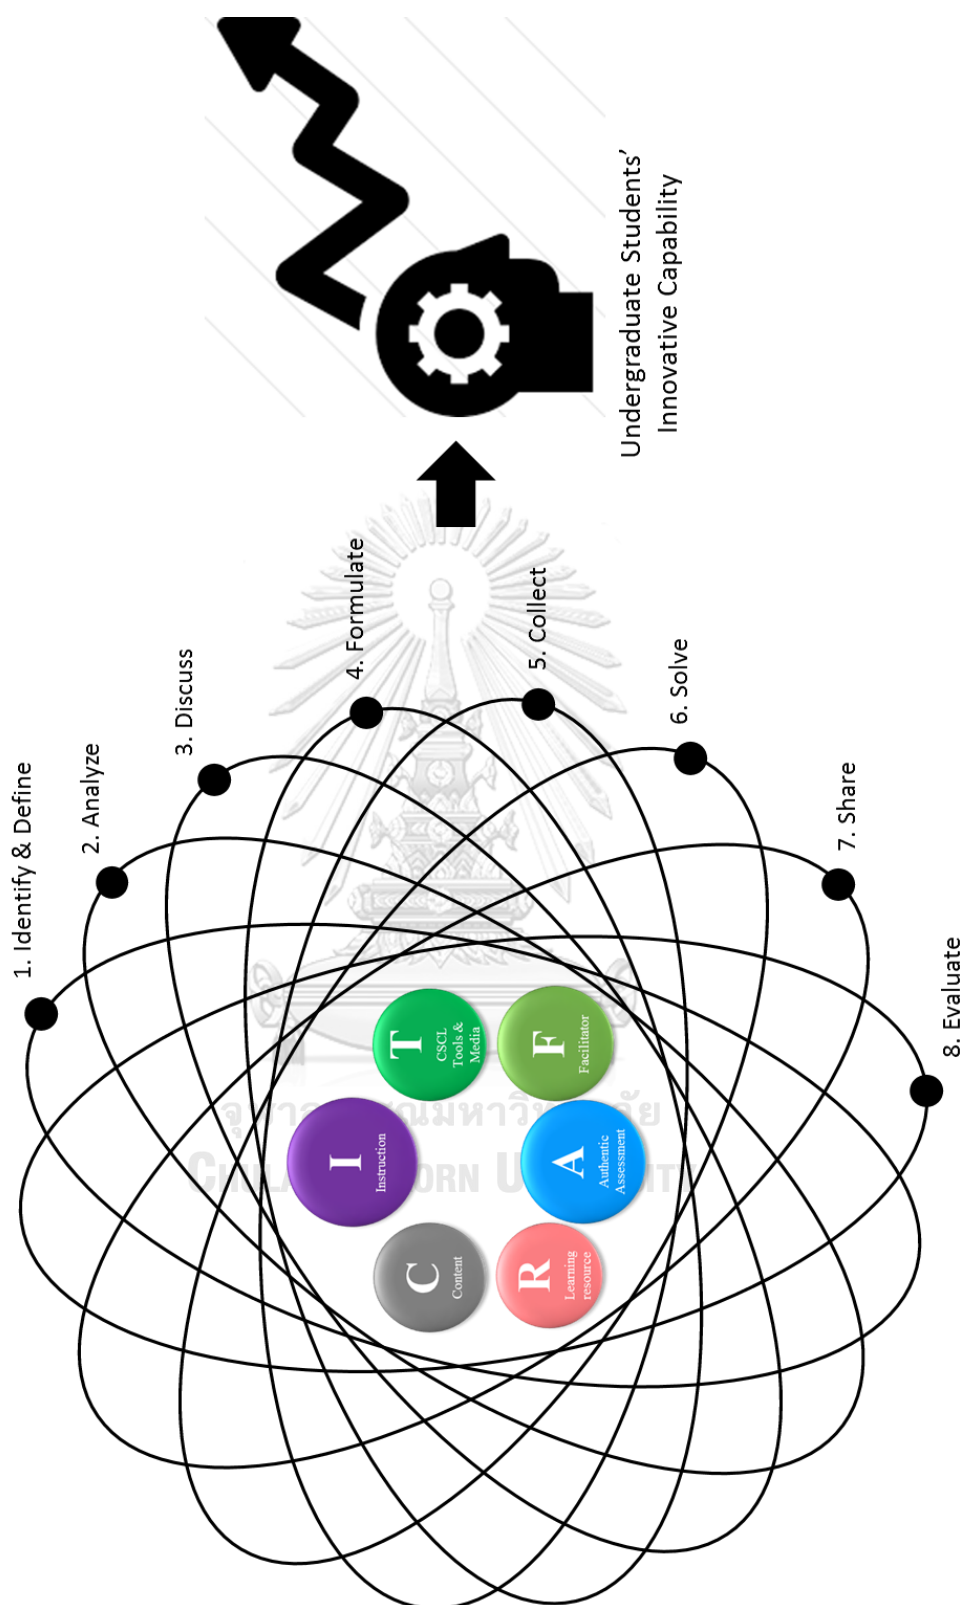 1. Identify & Define
2. Analyze
3. Discuss
4. Formulate
5. Collect
6. Solve
7. Share
8. Evaluate
C
Content
I
Instruction
T
CSCL
Tools &
Media
R
Learning
resource
A
Authentic
Assessment
F
Facilitator
Undergraduate Students’
Innovative Capability